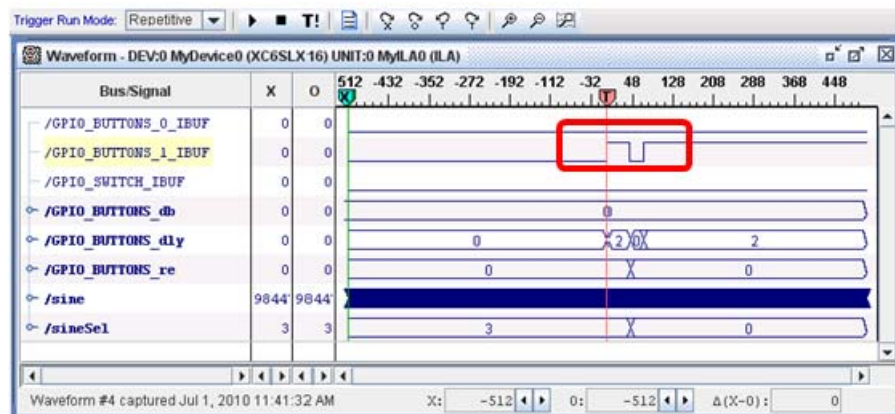 Trigger Run Mode: Repetitive T!
Waveform - DEV:0 MyDevice0 (XC6SLX16) UNIT:0 MyILA0 (ILA)
Bus/Signal X O 512 -432 -352 -272 -192 -112 -32 48 128 208 288 368 448
X T
/GPIO_BUTTONS_0_IBUF 0 0
/GPIO_BUTTONS_1_IBUF 0 0
/GPIO_SWITCH_IBUF 0 0
/GPIO_BUTTONS_db 0 0 0
/GPIO_BUTTONS_dly 0 0 0 2 0 2
/GPIO_BUTTONS_re 0 0 0 0
/sine 9844 9844
/sineSel 3 3 3 0
Waveform #4 captured Jul 1, 2010 11:41:32 AM X: -512 O: -512 Δ(X-O): 0